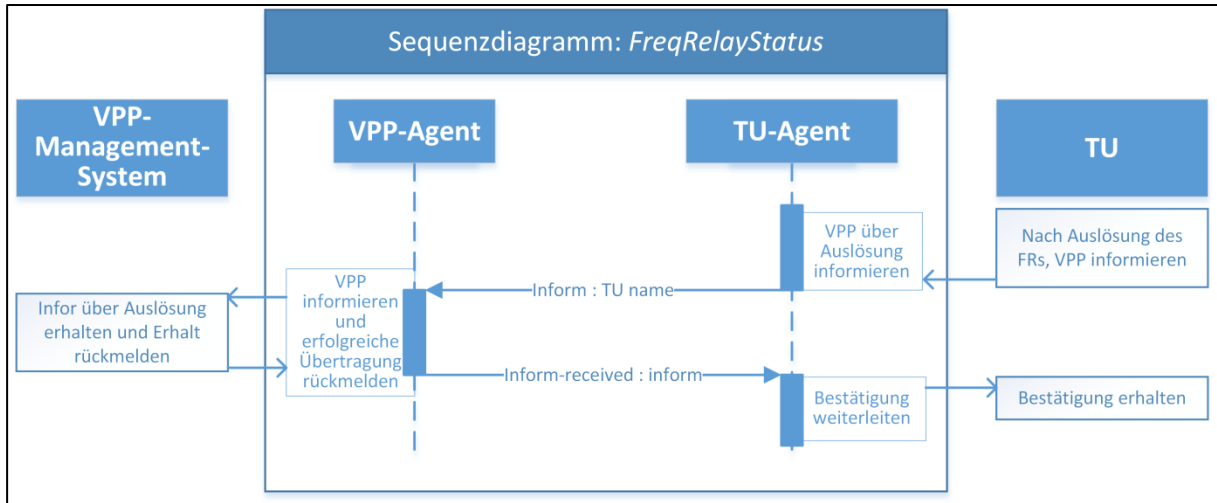 Sequenzdiagramm: FreqRelayStatus
VPP-
Management-
System
VPP-Agent
TU-Agent
TU
VPP über
Auslösung
informieren
Nach Auslösung des
FRs, VPP informieren
Inform : TU name
VPP
informieren
und
erfolgreiche
Übertragung
rückmelden
Infor über Auslösung
erhalten und Erhalt
rückmelden
Inform-received : inform
Bestätigung
weiterleiten
Bestätigung erhalten